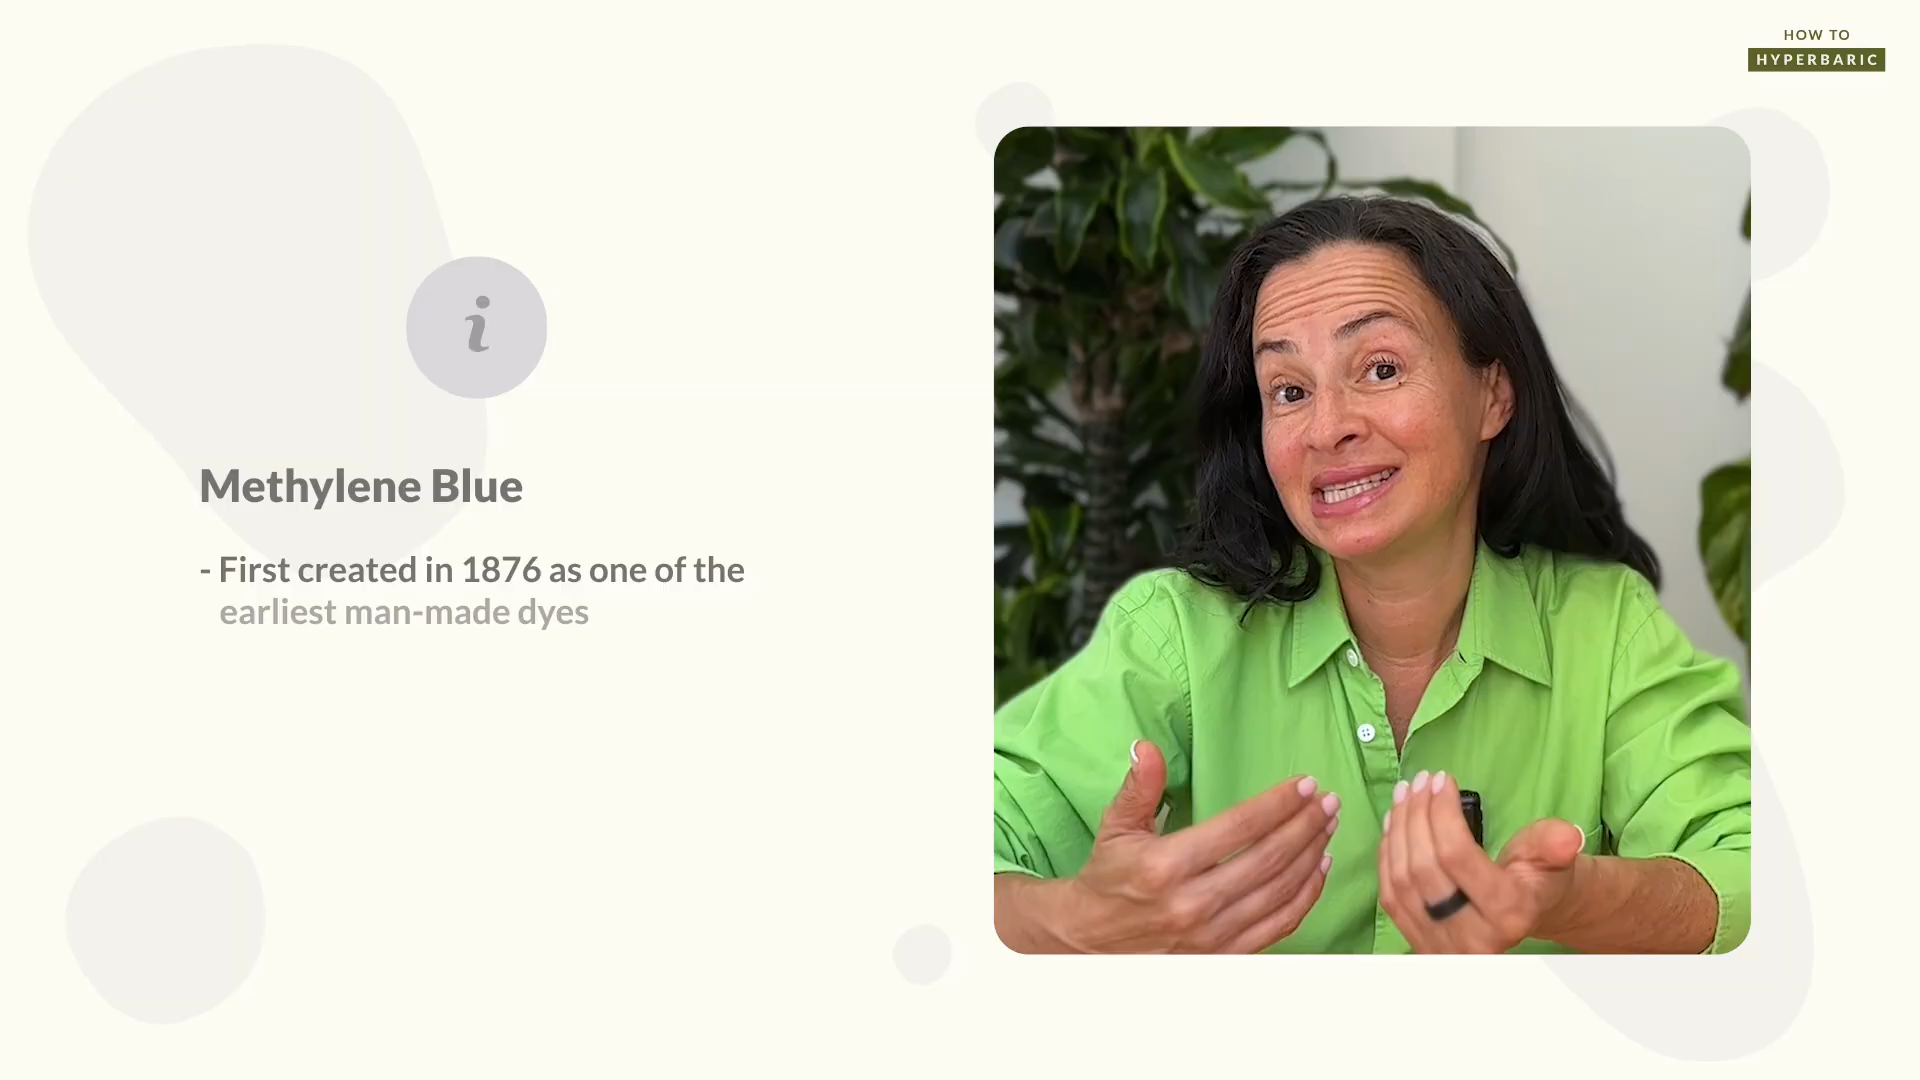 HOW TO
HYPERBARIC
i
Methylene Blue
- First created in 1876 as one of the
earliest man-made dyes